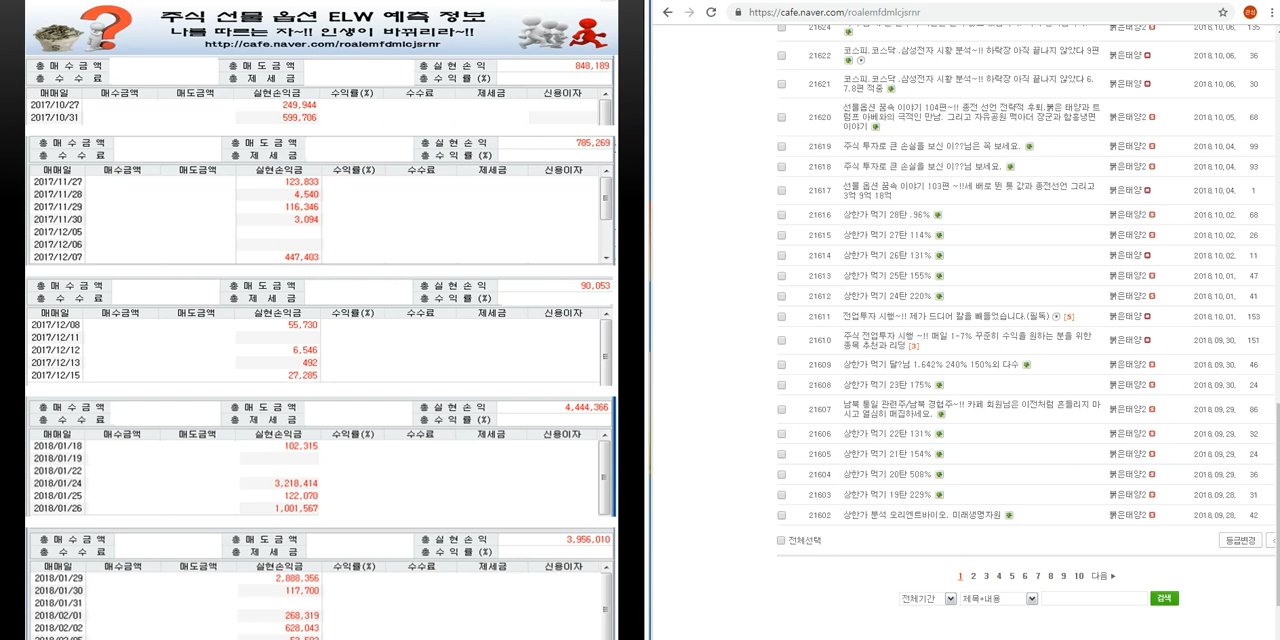 주식 선물 옵션 ELW 예측 정보
나를 따르는 자~!! 인생이 바뀌리라~!!
http://cafe.naver.com/roalemfdmlcjsrnr
총 매 수 금 액 총 매 도 금 액 총 실 현 손 익 848,189
총 수 수 료 총 제 세 금 총 수 익 률 (%)
매매일 매수금액 매도금액 실현손익금 수익률(%) 수수료 제세금 신용이자
2017/10/27 249,944
2017/10/31 599,706
총 매 수 금 액 총 매 도 금 액 총 실 현 손 익 785,269
총 수 수 료 총 제 세 금 총 수 익 률 (%)
매매일 매수금액 매도금액 실현손익금 수익률(%) 수수료 제세금 신용이자
2017/11/27 123,833
2017/11/28 4,540
2017/11/29 116,346
2017/11/30 3,094
2017/12/05
2017/12/06
2017/12/07 447,403
총 매 수 금 액 총 매 도 금 액 총 실 현 손 익 90,053
총 수 수 료 총 제 세 금 총 수 익 률 (%)
매매일 매수금액 매도금액 실현손익금 수익률(%) 수수료 제세금 신용이자
2017/12/08 55,730
2017/12/11
2017/12/12 6,546
2017/12/13 492
2017/12/15 27,285
총 매 수 금 액 총 매 도 금 액 총 실 현 손 익 4,444,366
총 수 수 료 총 제 세 금 총 수 익 률 (%)
매매일 매수금액 매도금액 실현손익금 수익률(%) 수수료 제세금 신용이자
2018/01/18 102,315
2018/01/19
2018/01/22
2018/01/24 3,218,414
2018/01/25 122,070
2018/01/26 1,001,567
총 매 수 금 액 총 매 도 금 액 총 실 현 손 익 3,956,010
총 수 수 료 총 제 세 금 총 수 익 률 (%)
매매일 매수금액 매도금액 실현손익금 수익률(%) 수수료 제세금 신용이자
2018/01/29 2,888,356
2018/01/30 117,700
2018/01/31
2018/02/01 268,319
2018/02/02 628,043
https://cafe.naver.com/roalemfdmlcjsrnr
21624 붉은태양2 2018.10.06. 135
21622 코스피.코스닥 .삼성전자 시황 분석~!! 하락장 아직 끝나지 않았다 9편 붉은태양 2018.10.06. 36
21621 코스피.코스닥 .삼성전자 시황 분석~!! 하락장 아직 끝나지 않았다 6.
7.8편 적중 붉은태양 2018.10.06. 30
21620 선물옵션 꿈속 이야기 104편~!! 종전 선언 전략적 후퇴.붉은 태양과 트
럼프 아베와의 극적인 만남. 그리고 자유공원 맥아더 장군과 함흥냉면
이야기 붉은태양2 2018.10.05. 68
21619 주식 투자로 큰 손실을 보신 이??님은 꼭 보세요. 붉은태양2 2018.10.04. 99
21618 주식 투자로 큰 손실을 보신 이??님 보세요. 붉은태양2 2018.10.04. 93
21617 선물 옵션 꿈속 이야기 103편 ~!!세 배로 뛴 톳 값과 종전선언 그리고
3억 9억 18억 붉은태양 2018.10.04. 1
21616 상한가 먹기 28탄 .96% 붉은태양2 2018.10.02. 68
21615 상한가 먹기 27탄 114% 붉은태양2 2018.10.02. 26
21614 상한가 먹기 26탄 131% 붉은태양 2018.10.02. 11
21613 상한가 먹기 25탄 155% 붉은태양2 2018.10.01. 47
21612 상한가 먹기 24탄 220% 붉은태양2 2018.10.01. 41
21611 전업투자 시행~!! 제가 드디어 칼을 빼들었습니다.(필독) [5] 붉은태양 2018.10.01. 153
21610 주식 전업투자 시행 ~!! 매일 1-7% 꾸준히 수익을 원하는 분을 위한
종목 추천과 리딩 [3] 붉은태양 2018.09.30. 151
21609 상한가 먹기 달?님 1.642% 240% 150%외 다수 붉은태양2 2018.09.30. 46
21608 상한가 먹기 23탄 175% 붉은태양2 2018.09.30. 24
21607 남북 통일 관련주/남북 경협주~!! 카페 회원님은 이전처럼 흔들리지 마
시고 열심히 매집하세요. 붉은태양2 2018.09.29. 86
21606 상한가 먹기 22탄 131% 붉은태양2 2018.09.29. 32
21605 상한가 먹기 21탄 154% 붉은태양2 2018.09.29. 24
21604 상한가 먹기 20탄 508% 붉은태양2 2018.09.29. 36
21603 상한가 먹기 19탄 229% 붉은태양2 2018.09.28. 31
21602 상한가 분석 오리엔트바이오. 미래생명자원 붉은태양2 2018.09.28. 42
전체선택 등급변경
1 2 3 4 5 6 7 8 9 10 다음
전체기간 제목+내용 검색